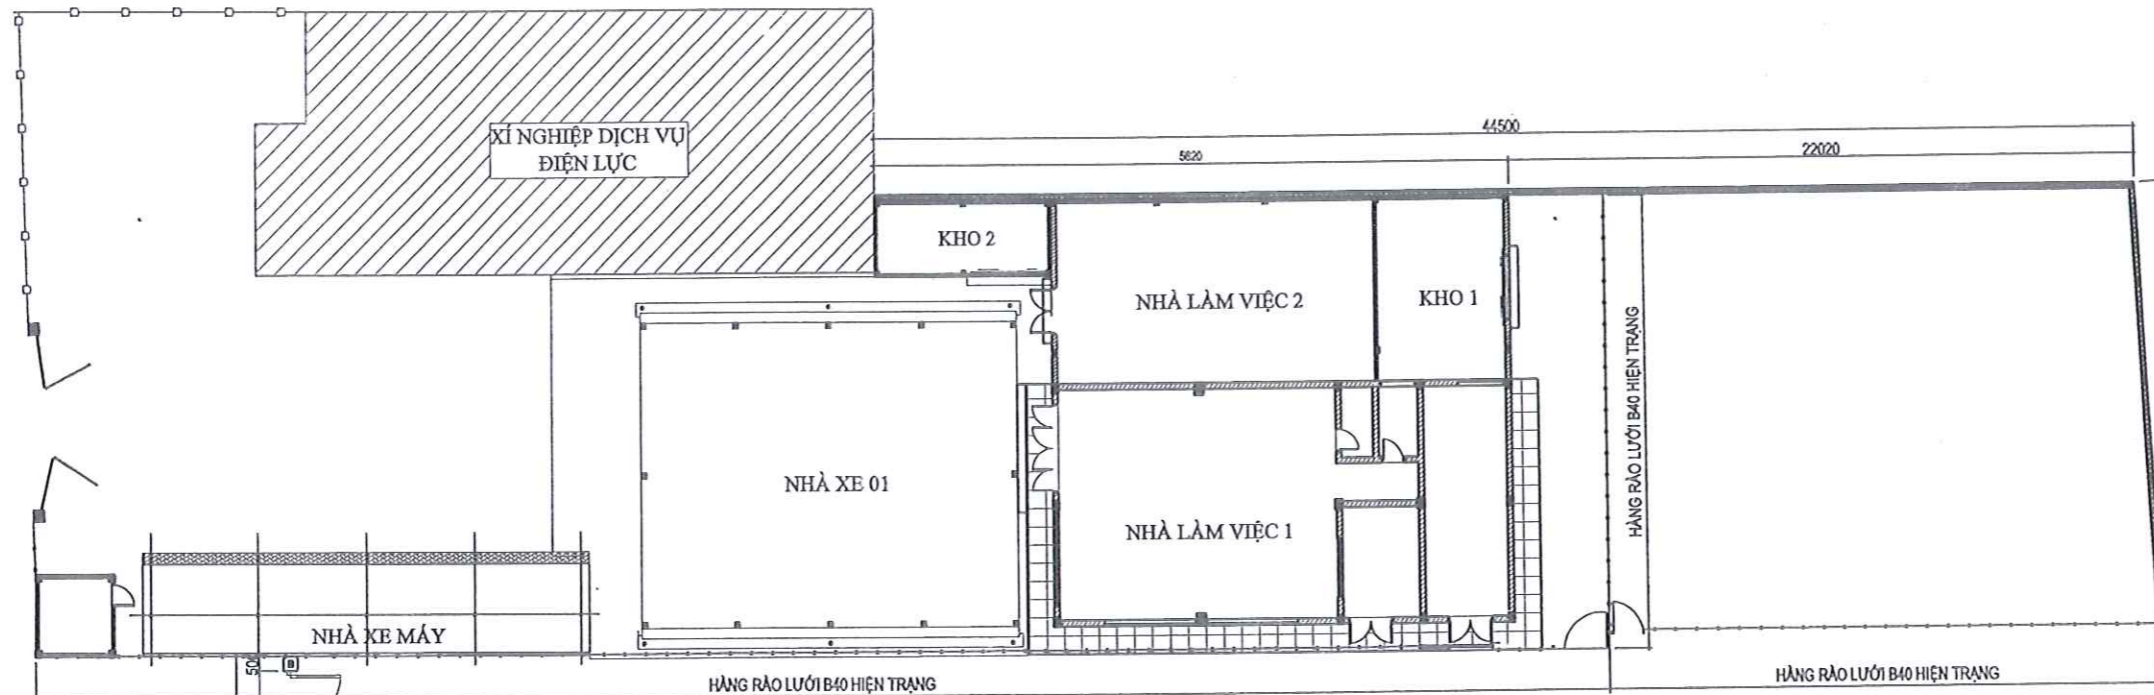 XÍ NGHIỆP DỊCH VỤ
ĐIỆN LỰC
44500
5620
22020
KHO 2
NHÀ LÀM VIỆC 2
KHO 1
HÀNG RÀO LƯỚI B40 HIỆN TRẠNG
NHÀ XE 01
NHÀ LÀM VIỆC 1
NHÀ XE MÁY
50
HÀNG RÀO LƯỚI B40 HIỆN TRẠNG
HÀNG RÀO LƯỚI B40 HIỆN TRẠNG